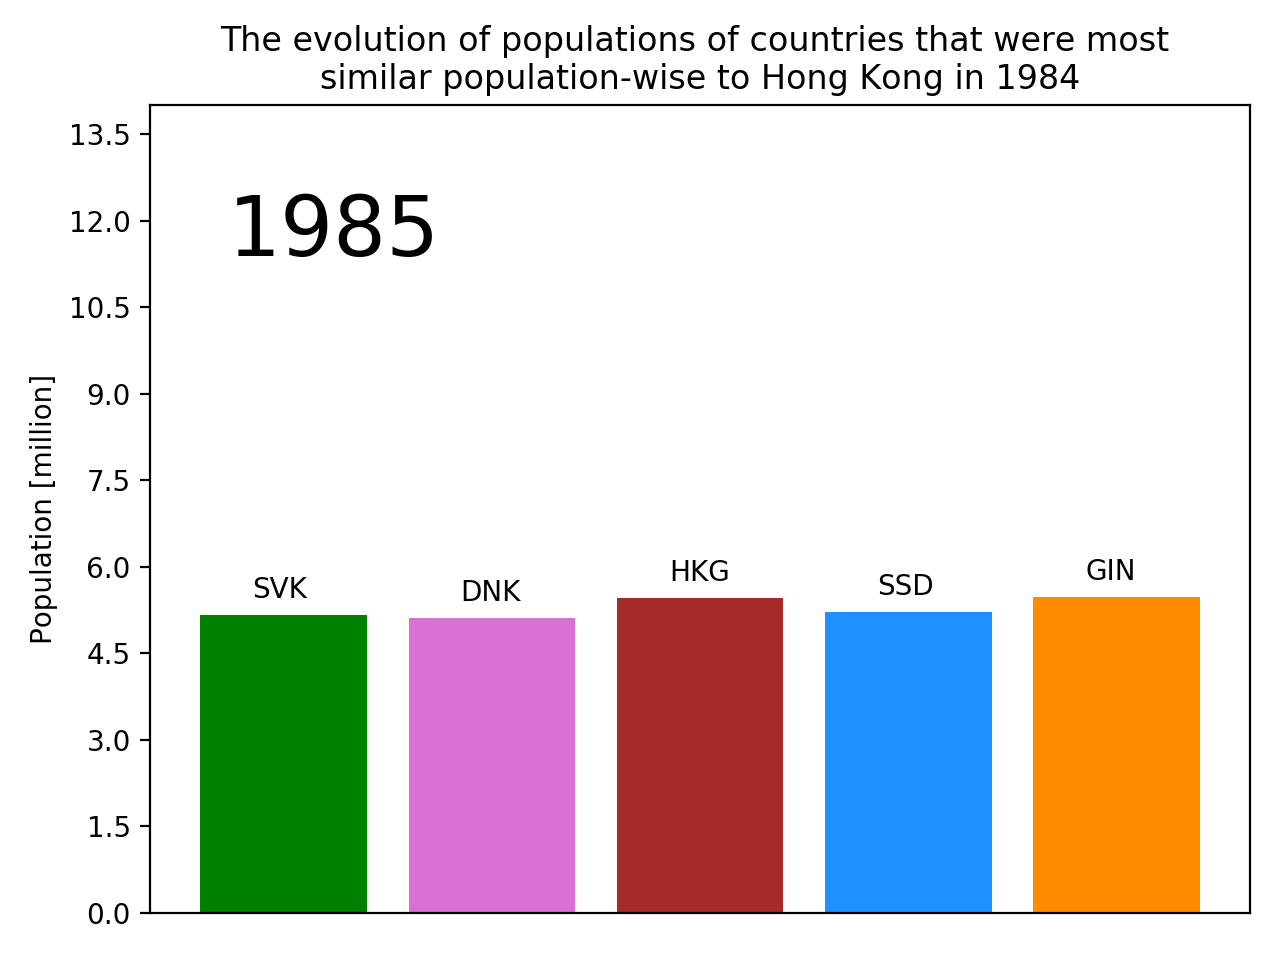 The evolution of populations of countries that were most
similar population-wise to Hong Kong in 1984
13.5
12.0
10.5
9.0
7.5
6.0
4.5
3.0
1.5
0.0
Population [million]
1985
SVK
DNK
HKG
SSD
GIN